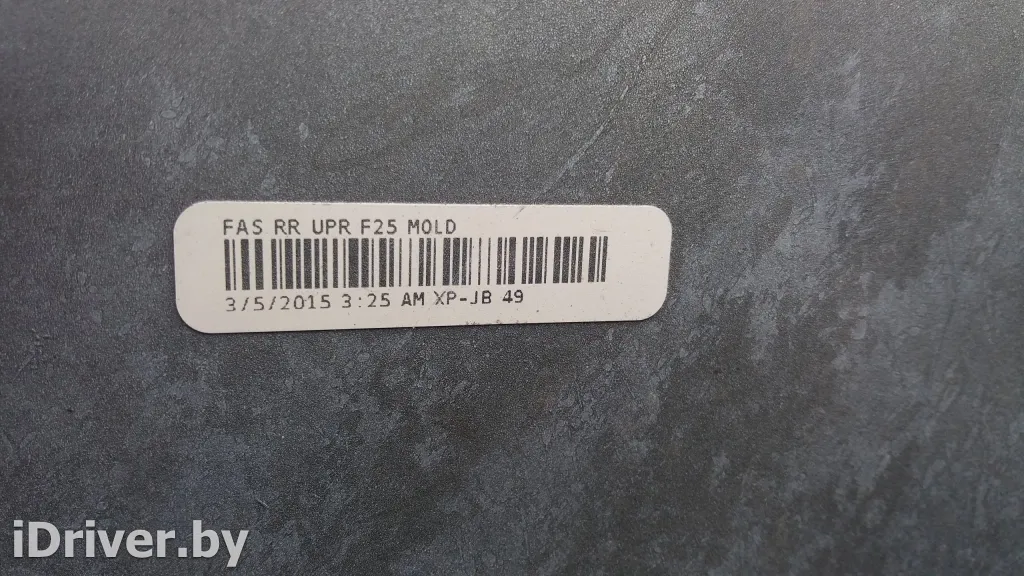 FAS RR UPR F25 MOLD
3/5/2015 3:25 AM XP-JB 49
iDriver.by